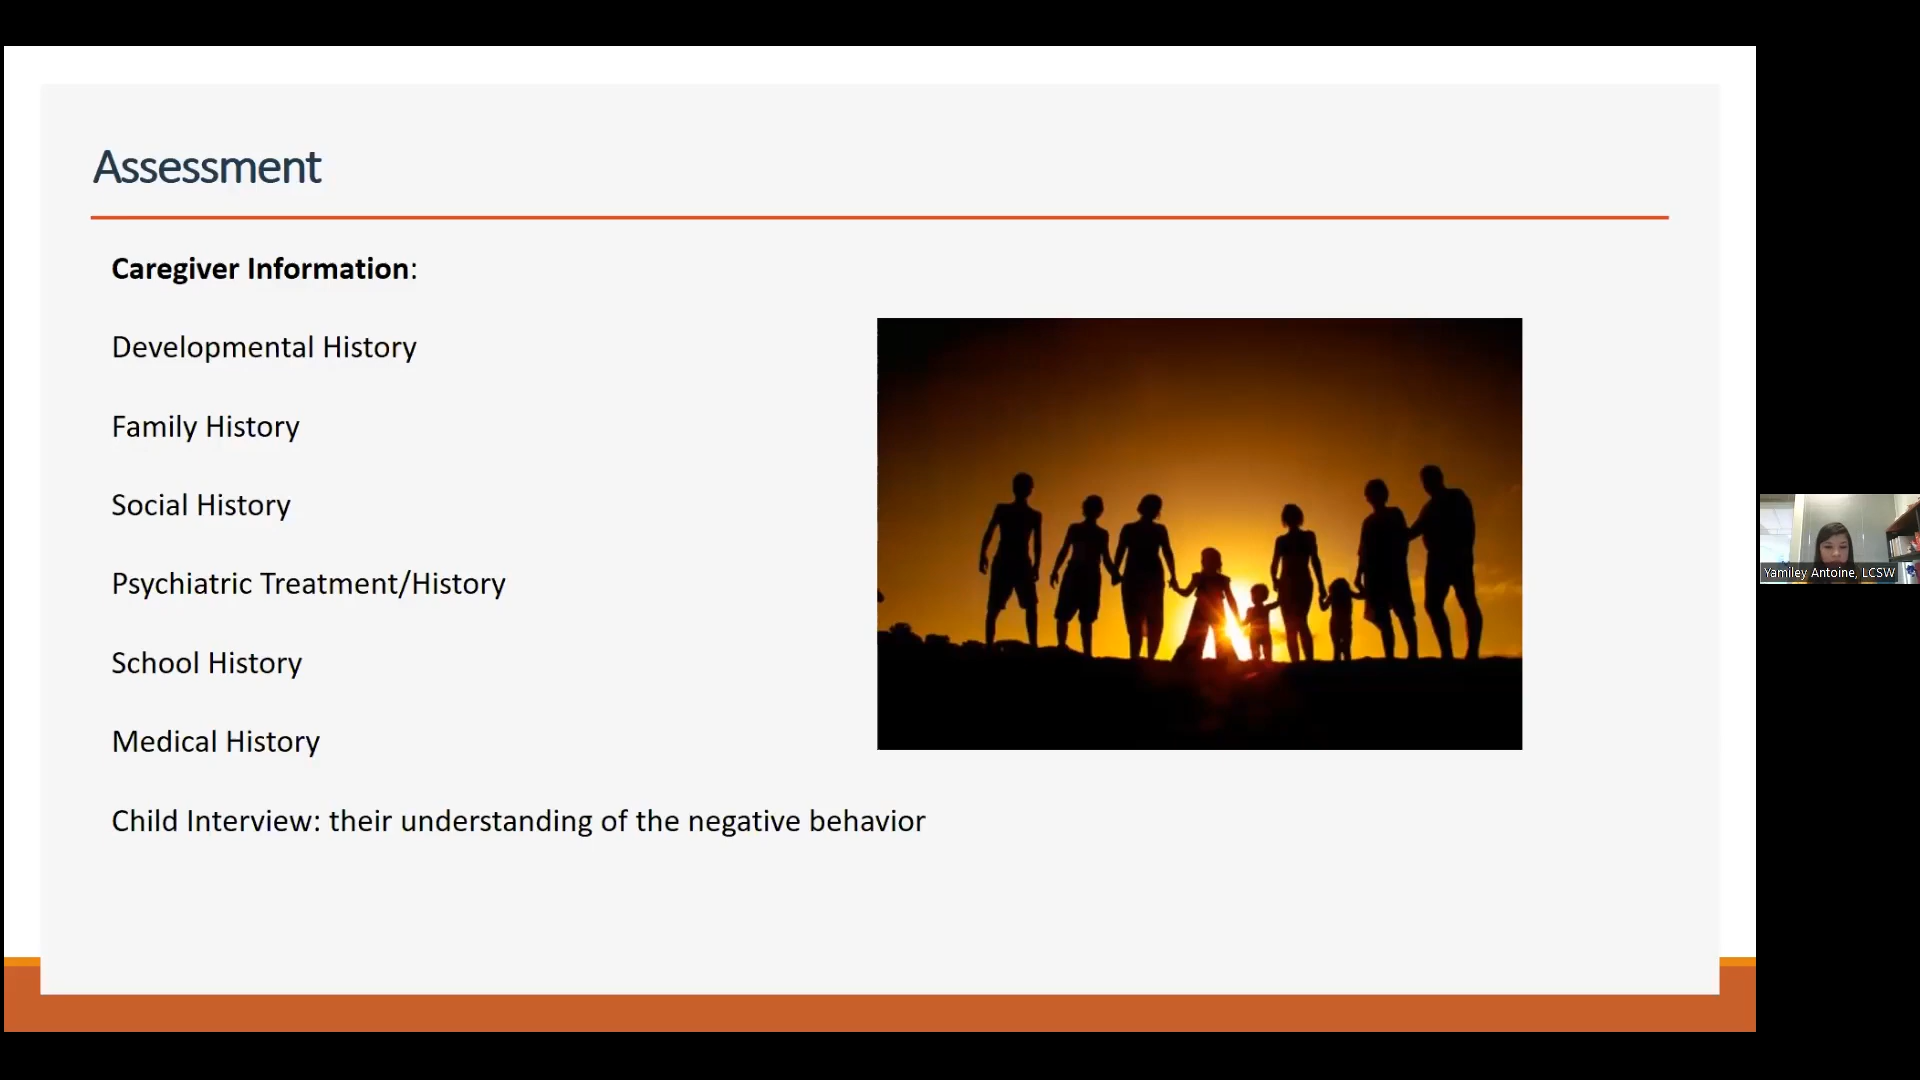 Assessment
Caregiver Information:
Developmental History
Family History
Social History
Psychiatric Treatment/History
School History
Medical History
Child Interview: their understanding of the negative behavior
Yamiley Antoine, LCSW